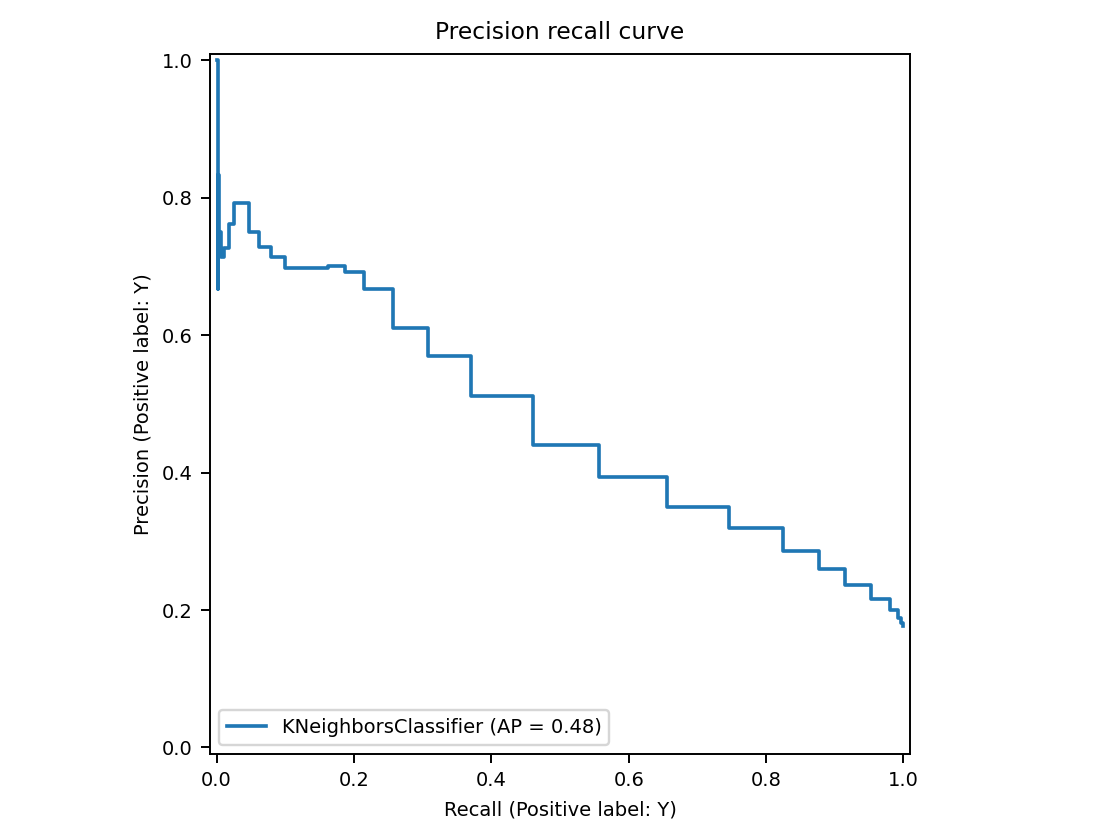 Precision recall curve
1.0
0.8
0.6
0.4
0.2
0.0
Precision (Positive label: Y)
KNeighborsClassifier (AP = 0.48)
0.0 0.2 0.4 0.6 0.8 1.0
Recall (Positive label: Y)